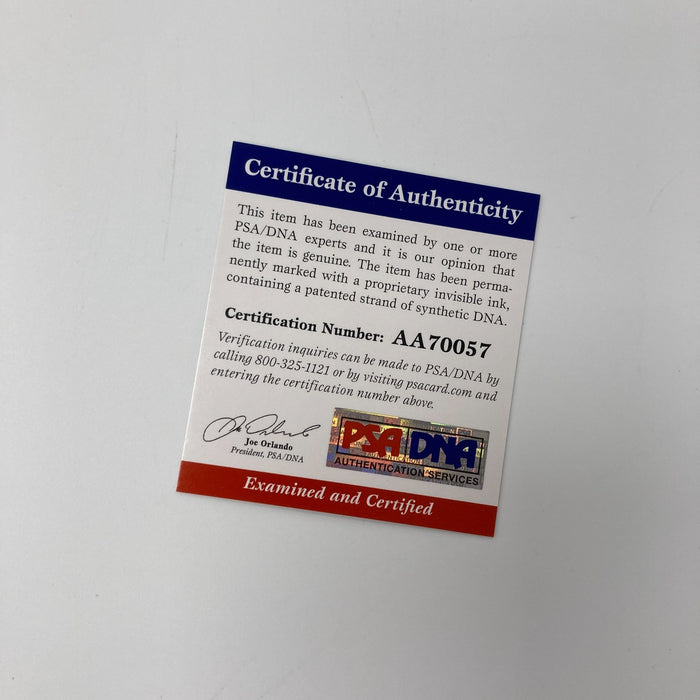 Certificate of Authenticity
This item has been examined by one or more
PSA/DNA experts and it is our opinion that
the item is genuine. The item has been perma-
nently marked with a proprietary invisible ink,
containing a patented strand of synthetic DNA.
Certification Number: AA70057
Verification inquiries can be made to PSA/DNA by
calling 800-325-1121 or by visiting psacard.com and
entering the certification number above.
Joe Orlando
President, PSA/DNA
PSA DNA
AUTHENTICATION SERVICES
Examined and Certified